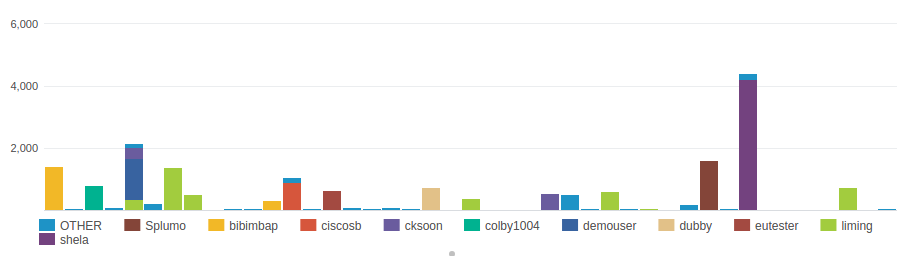 6,000
4,000
2,000
OTHER Splumo bibimbap ciscosb cksoon colby1004 demouser dubby eutester liming
shela